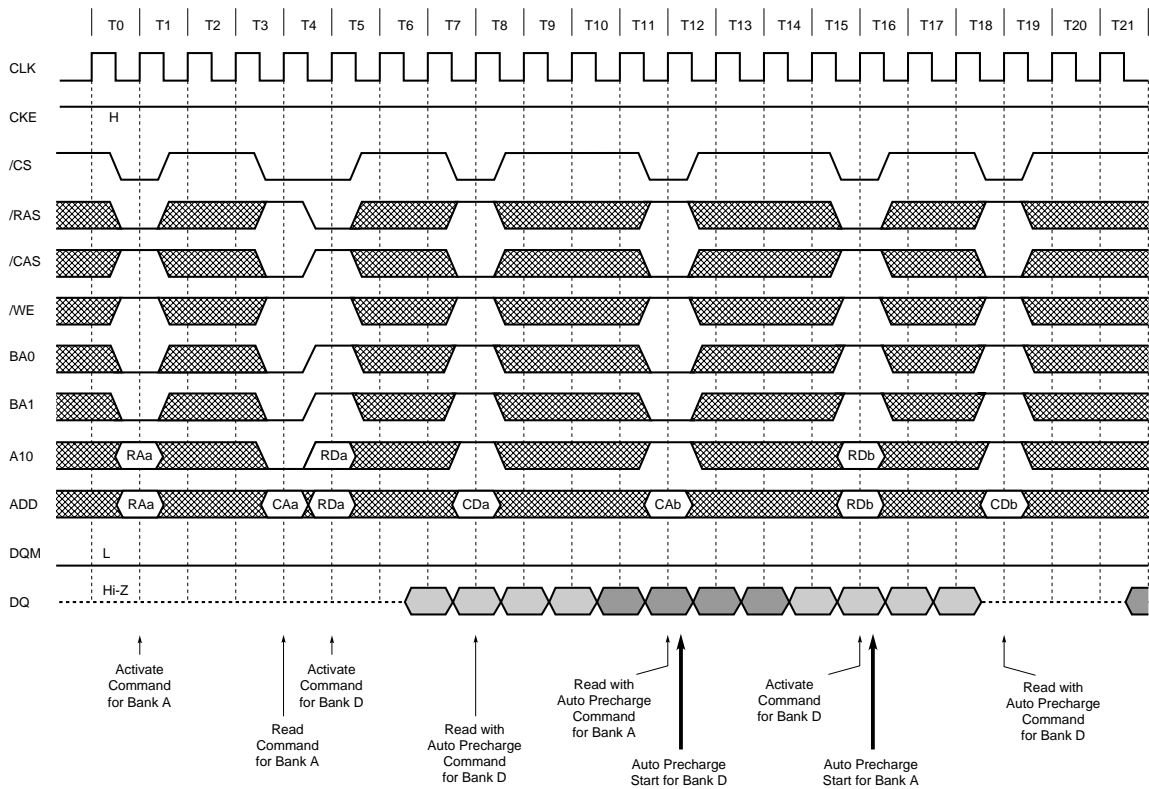 T0 T1 T2 T3 T4 T5 T6 T7 T8 T9 T10 T11 T12 T13 T14 T15 T16 T17 T18 T19 T20 T21
CLK
CKE H
/CS
/RAS
/CAS
/WE
BA0
BA1
A10 RAa RDa RDb
ADD RAa CAa RDa CDa CAb RDb CDb
DQM L
DQ Hi-Z
Activate
Command
for Bank A
Read
Command
for Bank A
Activate
Command
for Bank D
Read with
Auto Precharge
Command
for Bank D
Read with
Auto Precharge
Command
for Bank A
Auto Precharge
Start for Bank D
Activate
Command
for Bank D
Auto Precharge
Start for Bank A
Read with
Auto Precharge
Command
for Bank D